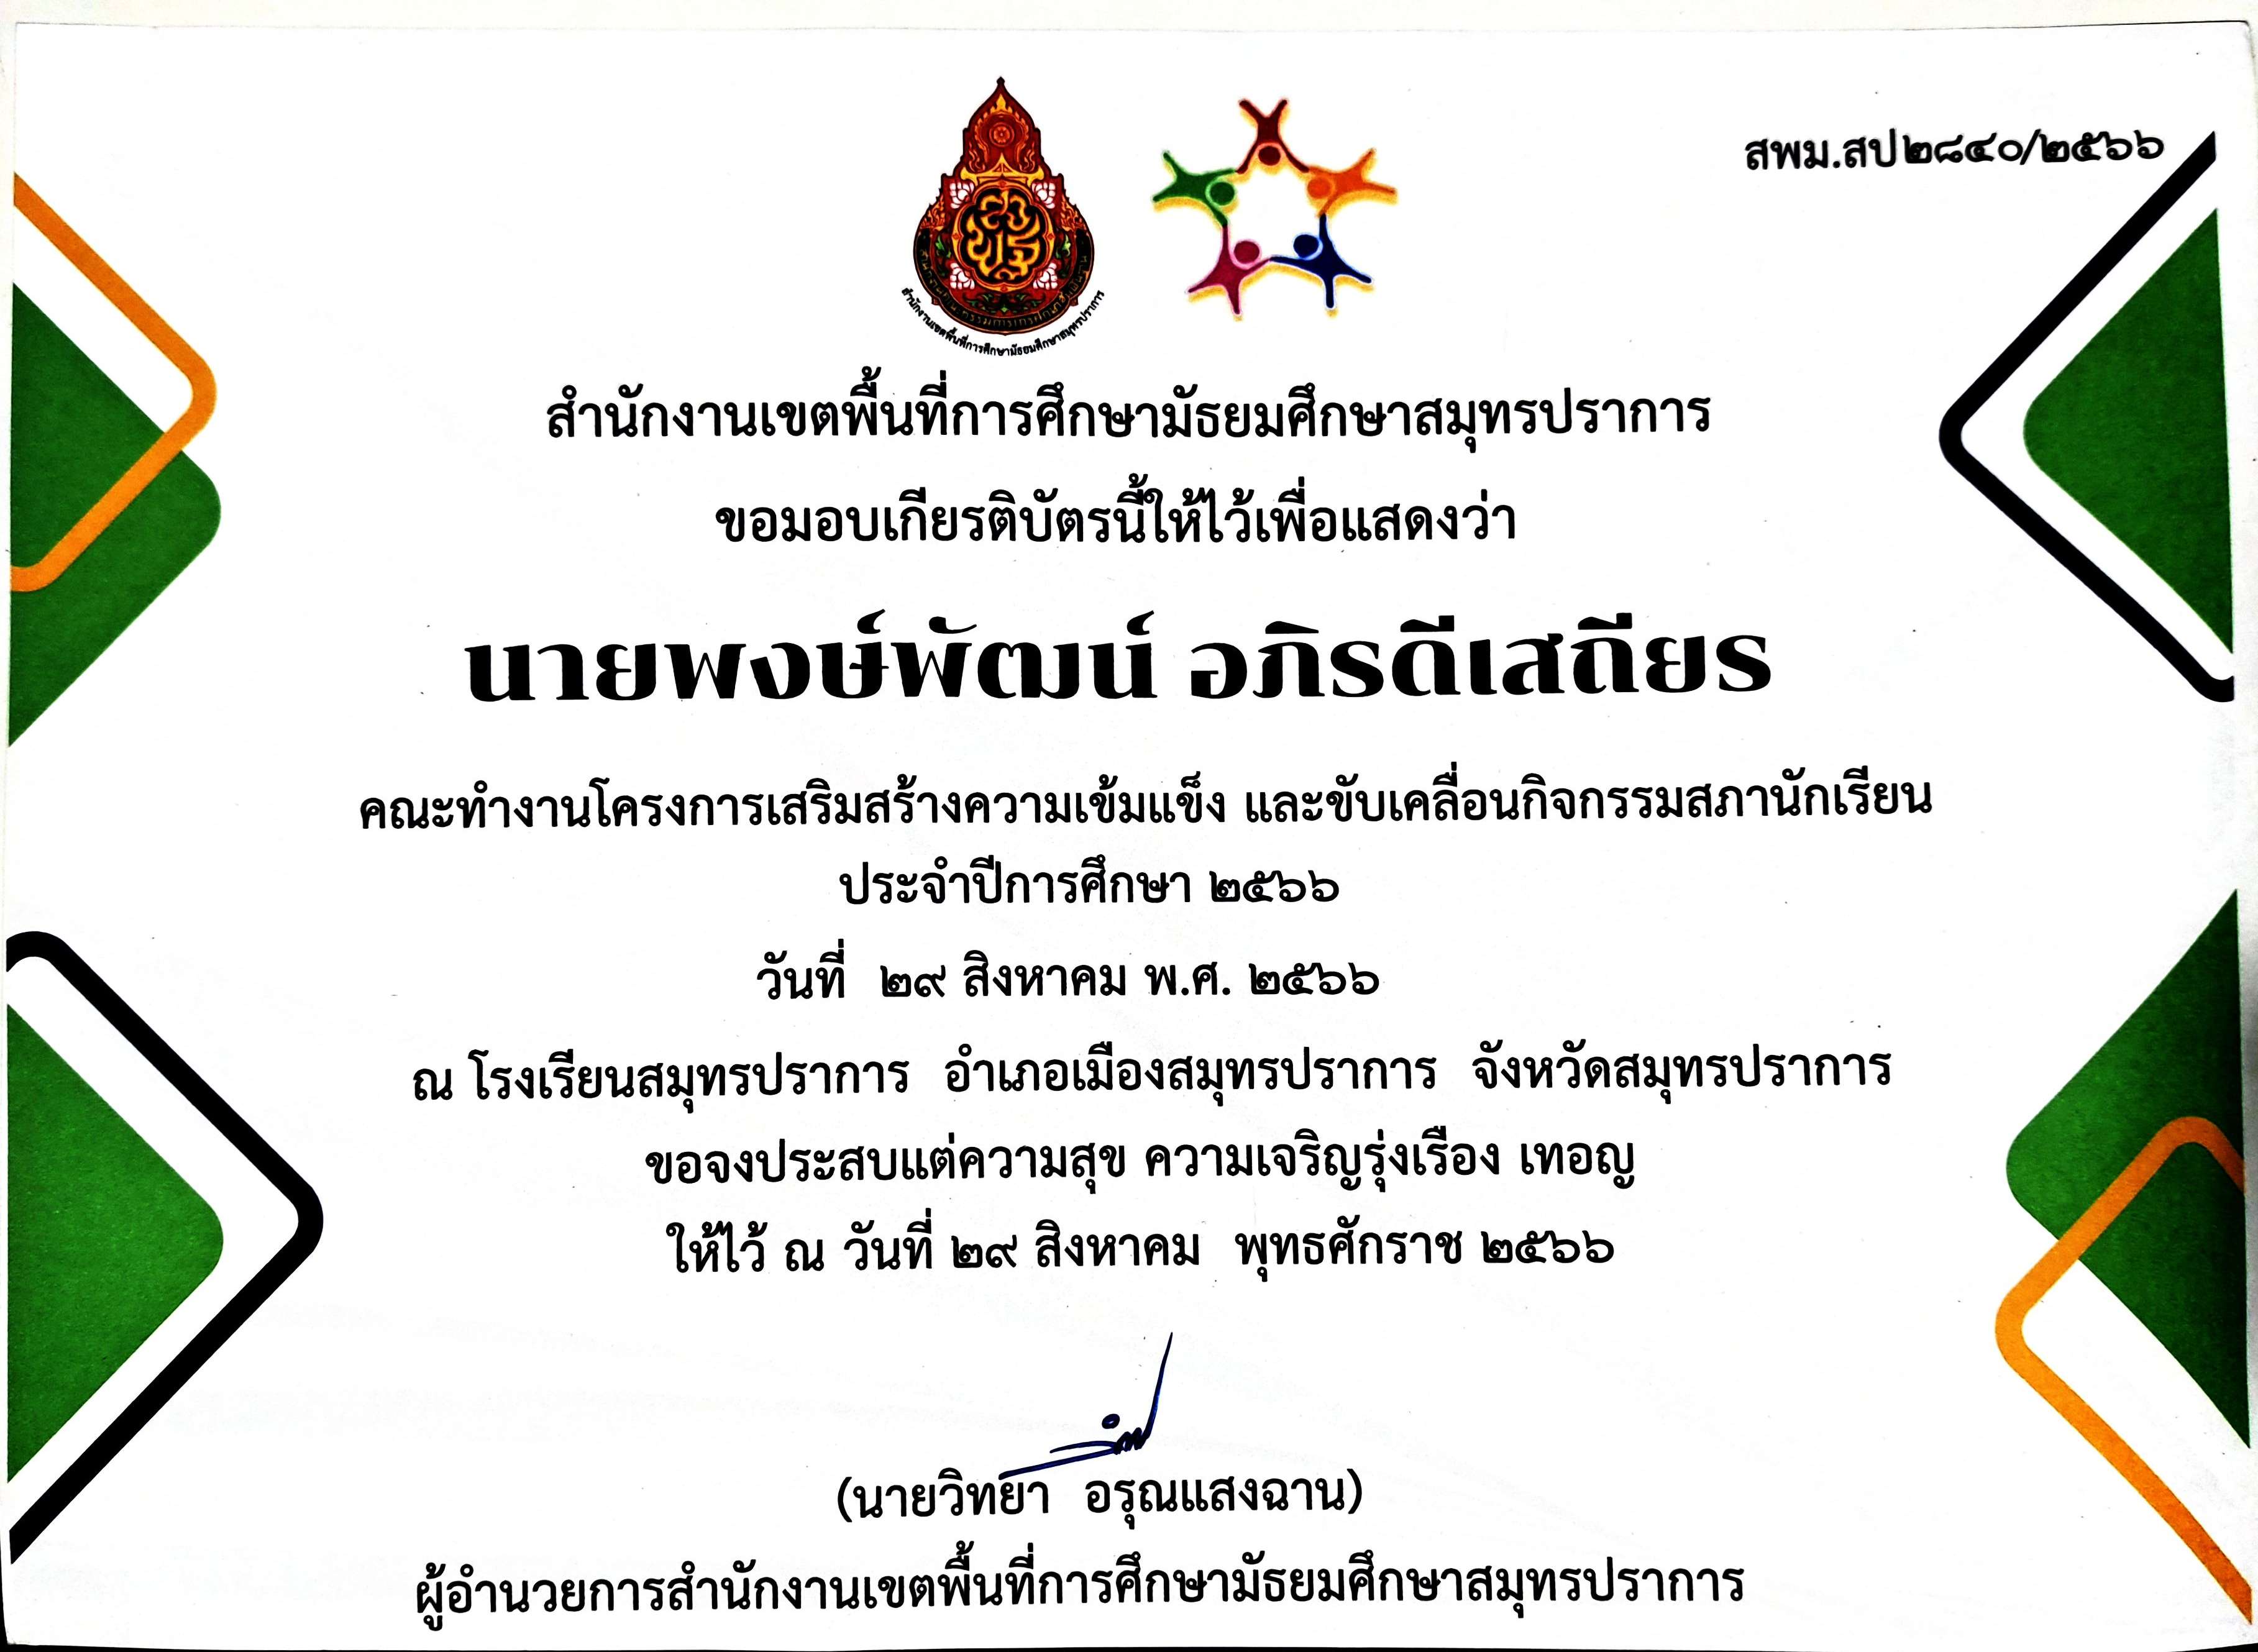 สพม.สป๒๘๔๐/๒๕๖๖
สำนักงานเขตพื้นที่การศึกษามัธยมศึกษาสมุทรปราการ
สำนักงานเขตพื้นที่การศึกษามัธยมศึกษาสมุทรปราการ
ขอมอบเกียรติบัตรนี้ให้ไว้เพื่อแสดงว่า
นายพงษ์พัฒน์ อภิรดีเสถียร
คณะทำงานโครงการเสริมสร้างความเข้มแข็ง และขับเคลื่อนกิจกรรมสภานักเรียน
ประจำปีการศึกษา ๒๕๖๖
วันที่ ๒๙ สิงหาคม พ.ศ. ๒๕๖๖
ณ โรงเรียนสมุทรปราการ อำเภอเมืองสมุทรปราการ จังหวัดสมุทรปราการ
ขอจงประสบแต่ความสุข ความเจริญรุ่งเรือง เทอญ
ให้ไว้ ณ วันที่ ๒๙ สิงหาคม พุทธศักราช ๒๕๖๖
(นายวิทยา อรุณแสงฉาน)
ผู้อำนวยการสำนักงานเขตพื้นที่การศึกษามัธยมศึกษาสมุทรปราการ